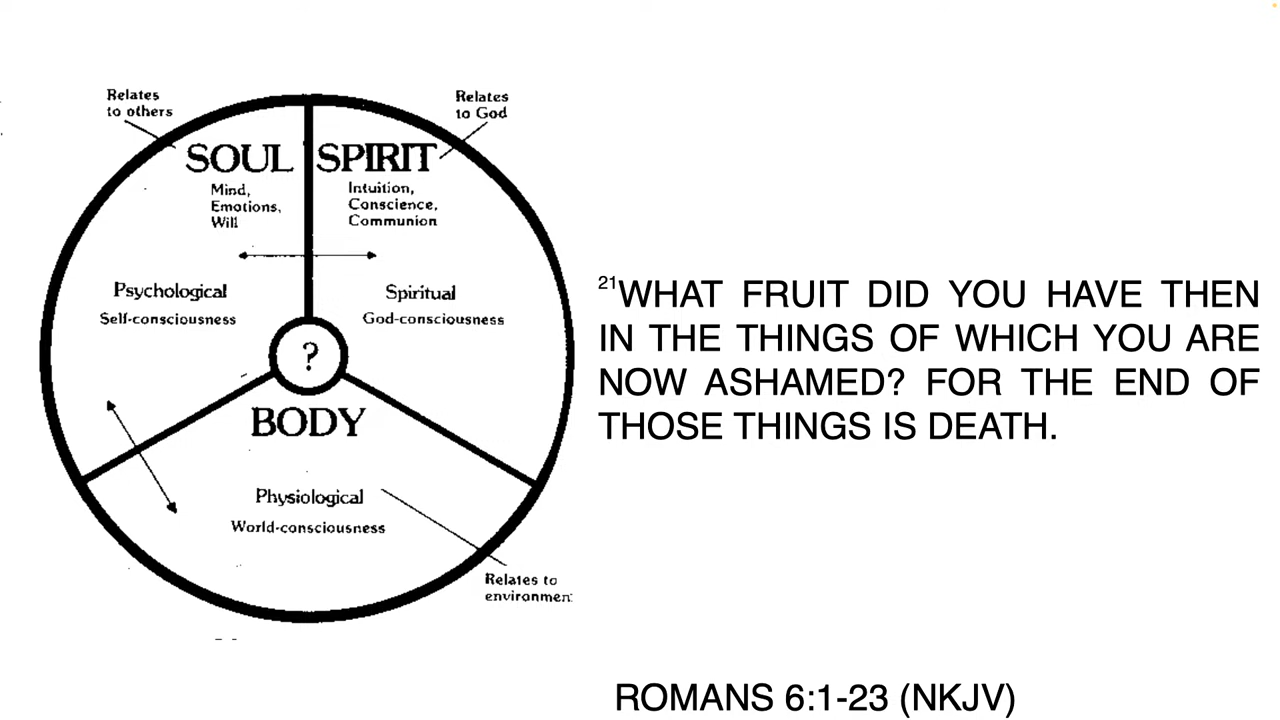 Relates
to others
Relates
to God
SOUL
SPIRIT
Mind,
Emotions,
Will
Intuition,
Conscience,
Communion
Psychological
Self-consciousness
Spiritual
God-consciousness
?
BODY
Physiological
World-consciousness
Relates to
environmen
21WHAT FRUIT DID YOU HAVE THEN
IN THE THINGS OF WHICH YOU ARE
NOW ASHAMED? FOR THE END OF
THOSE THINGS IS DEATH.
ROMANS 6:1-23 (NKJV)